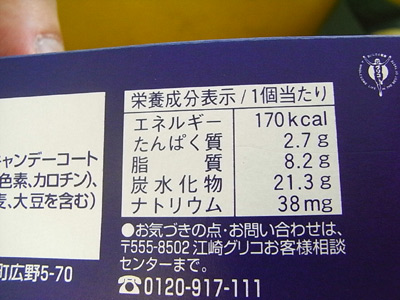 栄養成分表示/1個当たり
エネルギー 170kcal
たんぱく質 2.7g
脂質 8.2g
炭水化物 21.3g
ナトリウム 38mg
●お気づきの点・お問い合わせは、
〒555-8502 江崎グリコお客様相談
センターまで。
☎0120-917-111
キャンデーコート
色素、カロチン)、
麦、大豆を含む)
町広野5-70